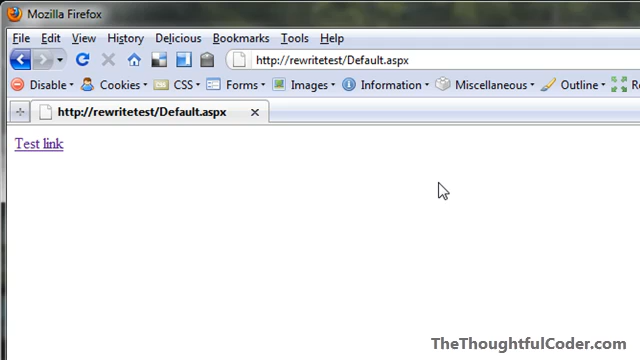 Mozilla Firefox
File Edit View History Delicious Bookmarks Tools Help
http://rewritetest/Default.aspx
Disable Cookies CSS Forms Images Information Miscellaneous Outline
http://rewritetest/Default.aspx
Test link
TheThoughtfulCoder.com